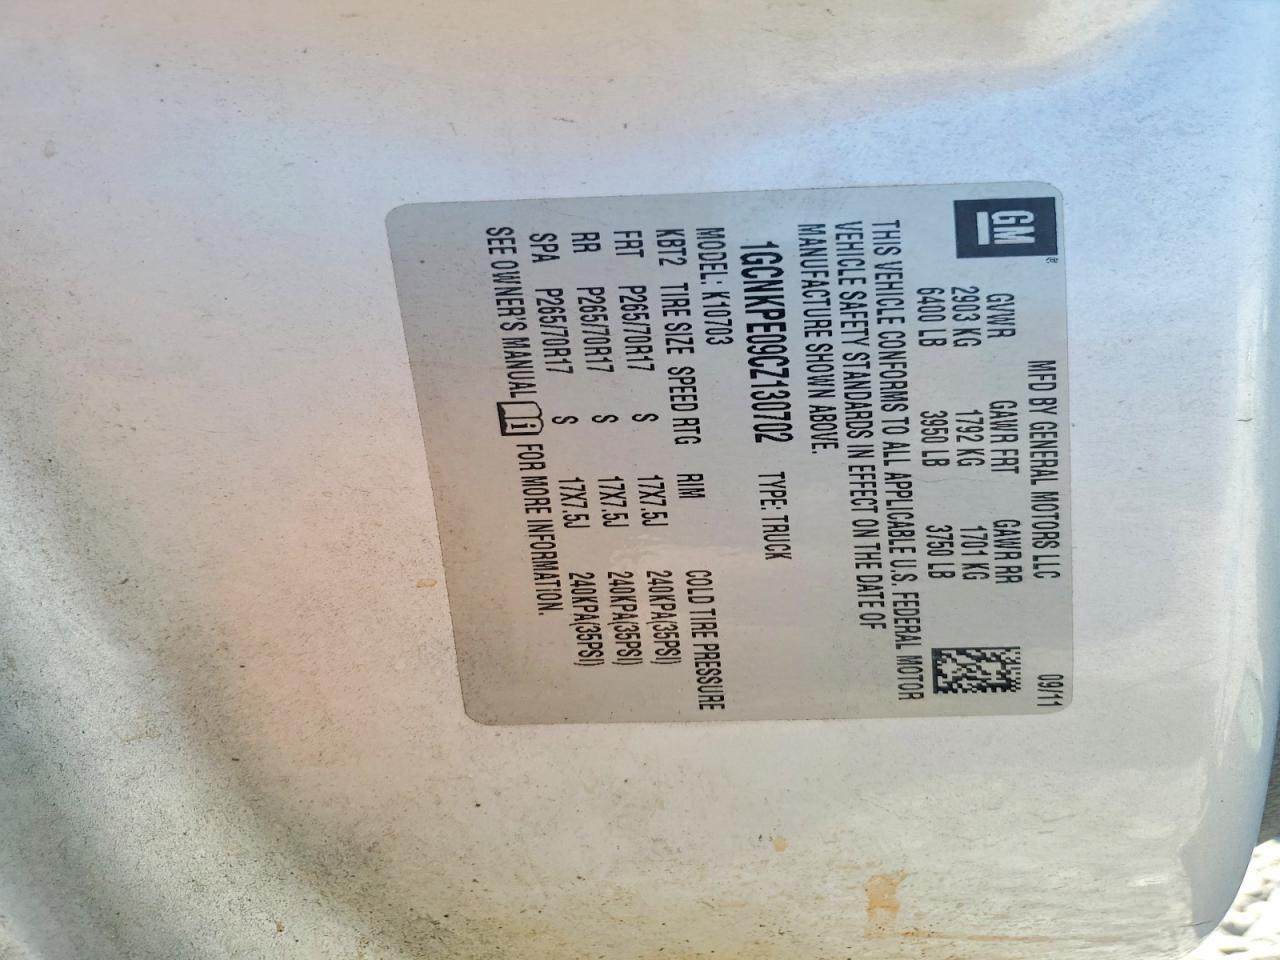 GM
MFD BY GENERAL MOTORS LLC 09/11
GVWR GAWR FRT GAWR RR
2903 KG 1792 KG 1701 KG
6400 LB 3950 LB 3750 LB
THIS VEHICLE CONFORMS TO ALL APPLICABLE U.S. FEDERAL MOTOR
VEHICLE SAFETY STANDARDS IN EFFECT ON THE DATE OF
MANUFACTURE SHOWN ABOVE.
1GCNKPE09CZ130702 TYPE: TRUCK
MODEL: K10703
KBT2 TIRE SIZE SPEED RTG RIM COLD TIRE PRESSURE
FRT P265/70R17 S 17X7.5J 240KPA(35PSI)
RR P265/70R17 S 17X7.5J 240KPA(35PSI)
SPA P265/70R17 S 17X7.5J 240KPA(35PSI)
SEE OWNER'S MANUAL FOR MORE INFORMATION.